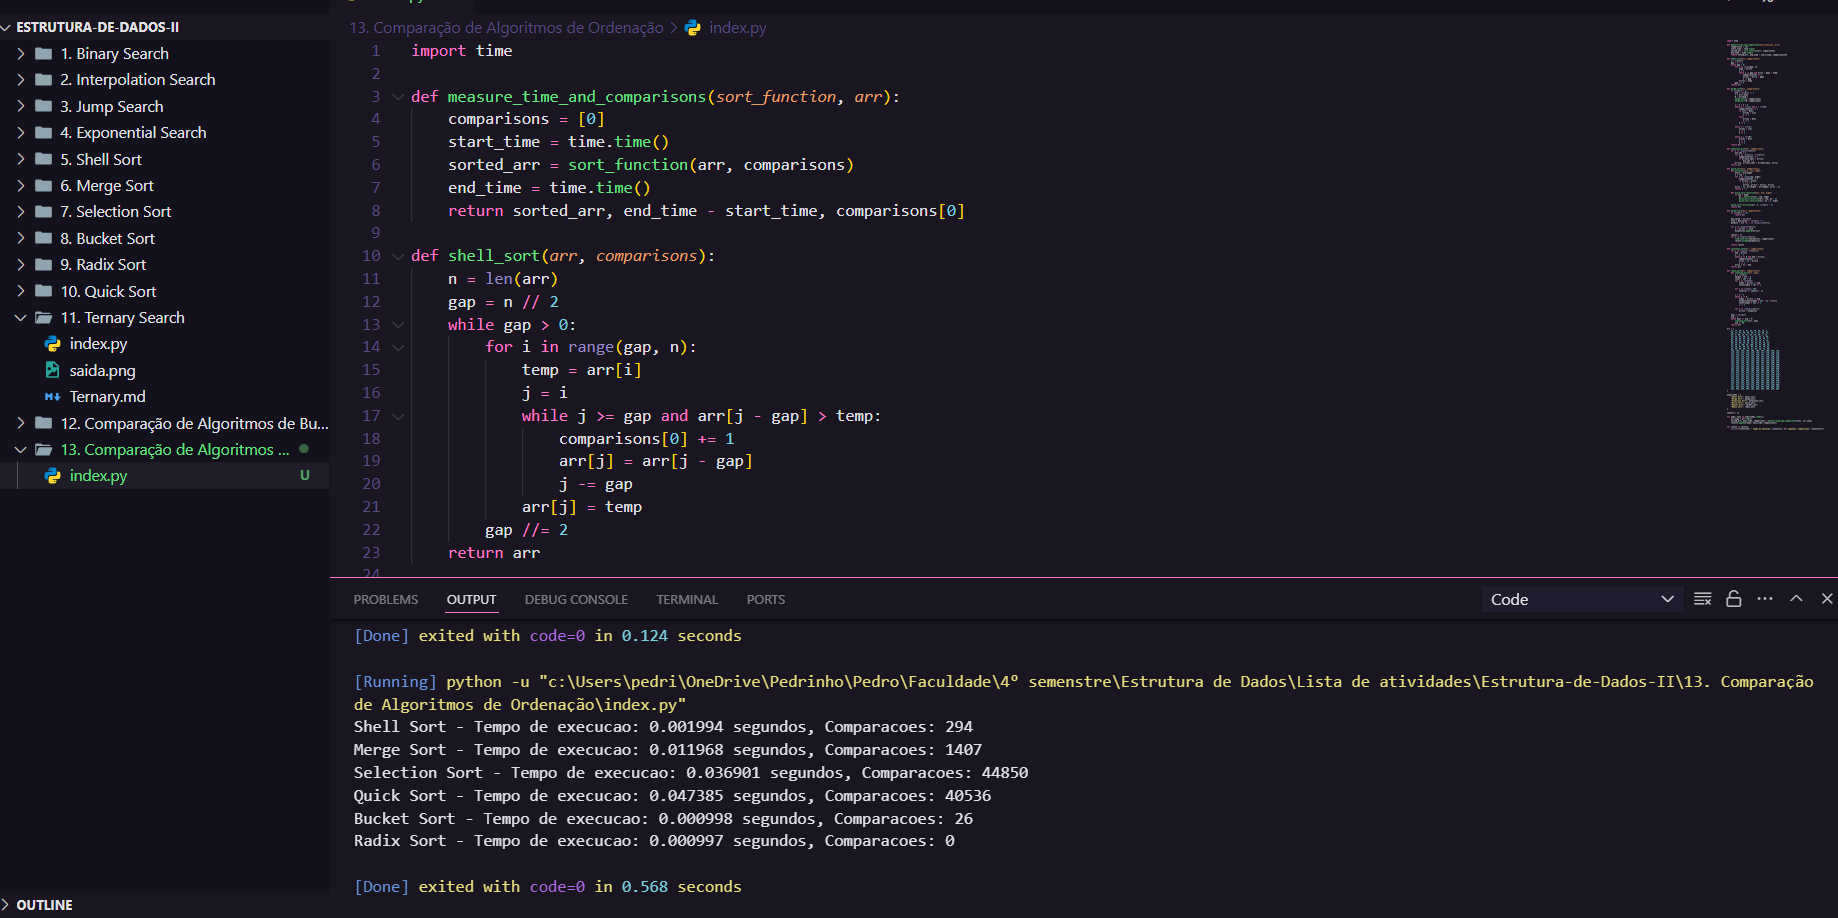 ESTRUTURA-DE-DADOS-II
1. Binary Search
2. Interpolation Search
3. Jump Search
4. Exponential Search
5. Shell Sort
6. Merge Sort
7. Selection Sort
8. Bucket Sort
9. Radix Sort
10. Quick Sort
11. Ternary Search
index.py
saida.png
Ternary.md
12. Comparação de Algoritmos de Bu...
13. Comparação de Algoritmos ...
index.py U
OUTLINE
13. Comparação de Algoritmos de Ordenação > index.py
1 import time
2
3 def measure_time_and_comparisons(sort_function, arr):
4     comparisons = [0]
5     start_time = time.time()
6     sorted_arr = sort_function(arr, comparisons)
7     end_time = time.time()
8     return sorted_arr, end_time - start_time, comparisons[0]
9
10 def shell_sort(arr, comparisons):
11     n = len(arr)
12     gap = n // 2
13     while gap > 0:
14         for i in range(gap, n):
15             temp = arr[i]
16             j = i
17             while j >= gap and arr[j - gap] > temp:
18                 comparisons[0] += 1
19                 arr[j] = arr[j - gap]
20                 j -= gap
21             arr[j] = temp
22         gap //= 2
23     return arr
24
PROBLEMS OUTPUT DEBUG CONSOLE TERMINAL PORTS Code
[Done] exited with code=0 in 0.124 seconds
[Running] python -u "c:\Users\pedri\OneDrive\Pedrinho\Pedro\Faculdade\4º semenstre\Estrutura de Dados\Lista de atividades\Estrutura-de-Dados-II\13. Comparação
de Algoritmos de Ordenação\index.py"
Shell Sort - Tempo de execucao: 0.001994 segundos, Comparacoes: 294
Merge Sort - Tempo de execucao: 0.011968 segundos, Comparacoes: 1407
Selection Sort - Tempo de execucao: 0.036901 segundos, Comparacoes: 44850
Quick Sort - Tempo de execucao: 0.047385 segundos, Comparacoes: 40536
Bucket Sort - Tempo de execucao: 0.000998 segundos, Comparacoes: 26
Radix Sort - Tempo de execucao: 0.000997 segundos, Comparacoes: 0
[Done] exited with code=0 in 0.568 seconds